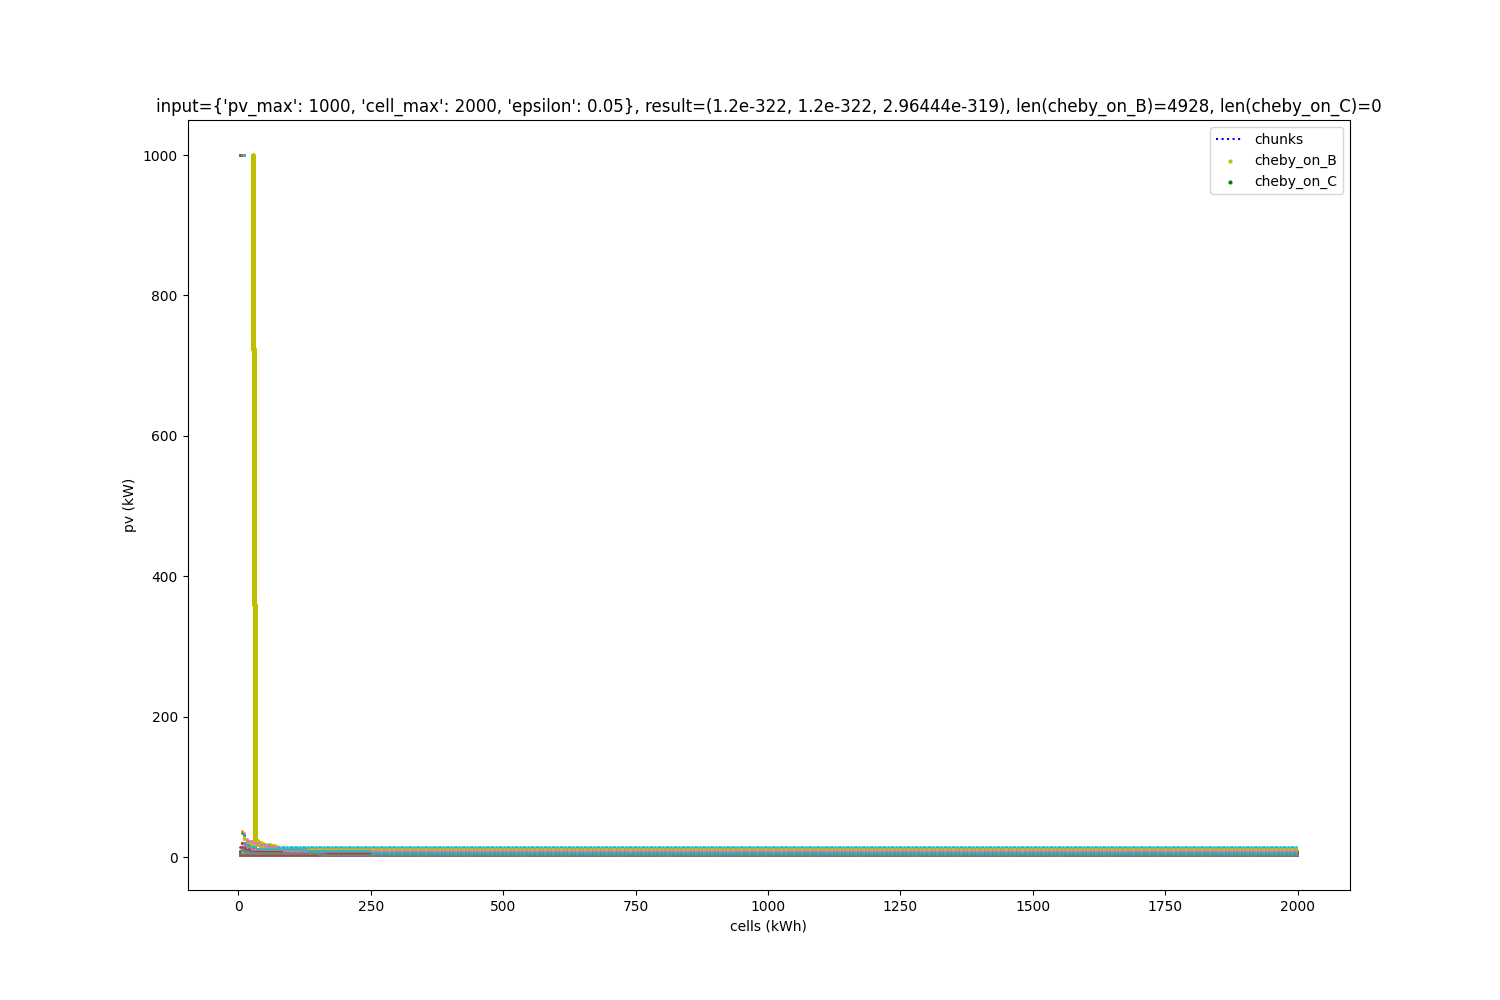 input={'pv_max': 1000, 'cell_max': 2000, 'epsilon': 0.05}, result=(1.2e-322, 1.2e-322, 2.96444e-319), len(cheby_on_B)=4928, len(cheby_on_C)=0
chunks
cheby_on_B
cheby_on_C
1000
800
600
400
200
0
pv (kW)
0 250 500 750 1000 1250 1500 1750 2000
cells (kWh)